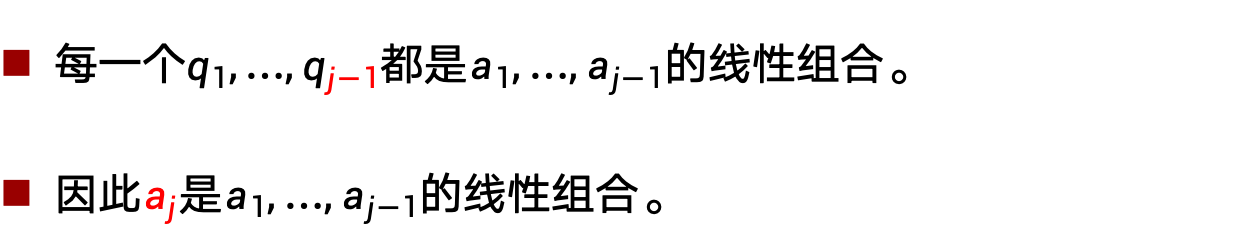 每一个q₁, …, qⱼ₋₁都是a₁, …, aⱼ₋₁的线性组合。
因此aⱼ是a₁, …, aⱼ₋₁的线性组合。